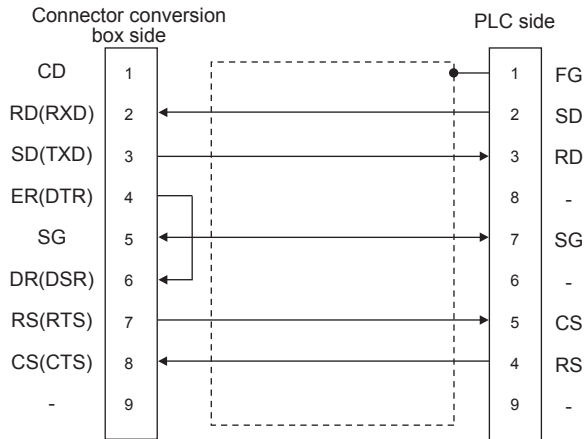 Connector conversion
box side
PLC side
CD 1 1 FG
RD(RXD) 2 2 SD
SD(TXD) 3 3 RD
ER(DTR) 4 8 -
SG 5 7 SG
DR(DSR) 6 6 -
RS(RTS) 7 5 CS
CS(CTS) 8 4 RS
- 9 9 -